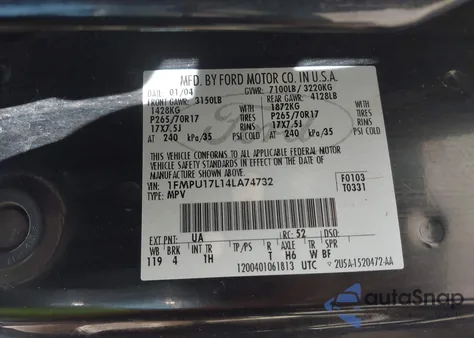 MFD. BY FORD MOTOR CO. IN U.S.A.
DATE: 01/04 GVWR: 7100LB/ 3220KG
FRONT GAWR: 3150LB REAR GAWR: 4128LB
1428KG 1872KG
P265/70R17 P265/70R17
17X7.5J 17X7.5J
AT 240 kPa/35 PSI COLD AT 240 kPa/35 PSI COLD
THIS VEHICLE CONFORMS TO ALL APPLICABLE FEDERAL
MOTOR VEHICLE SAFETY STANDARDS IN EFFECT ON THE DATE OF
MANUFACTURE SHOWN ABOVE.
VIN: 1FMPU17L14LA74732 F0103
TYPE: MPV T0331
EXT PNT: UA RC: 52 DSO:
WB BRK INT TR TP/PS R AXLE TR SPR
119 4 1H T H6 W BF
1200401061813 UTC 2U5A-1520472-AA
Ford
autoSnap